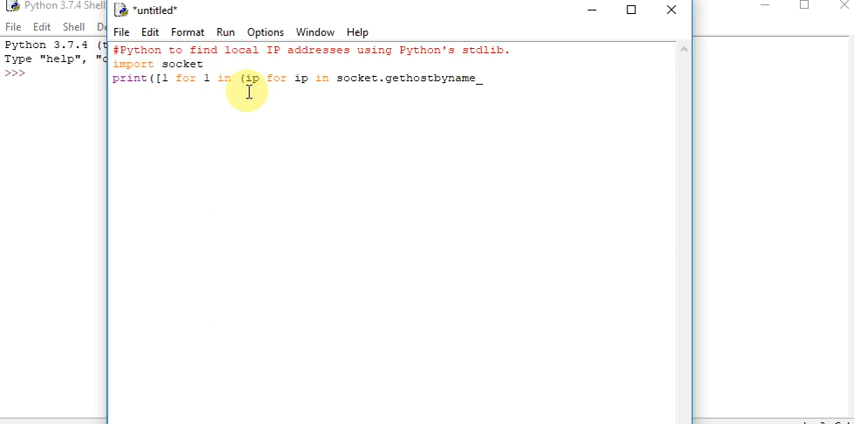 Python 3.7.4 Shell
File Edit Shell
Python 3.7.4
Type "help",
>>>
*untitled*
File Edit Format Run Options Window Help
#Python to find local IP addresses using Python's stdlib.
import socket
print([l for l in (ip for ip in socket.gethostbyname_